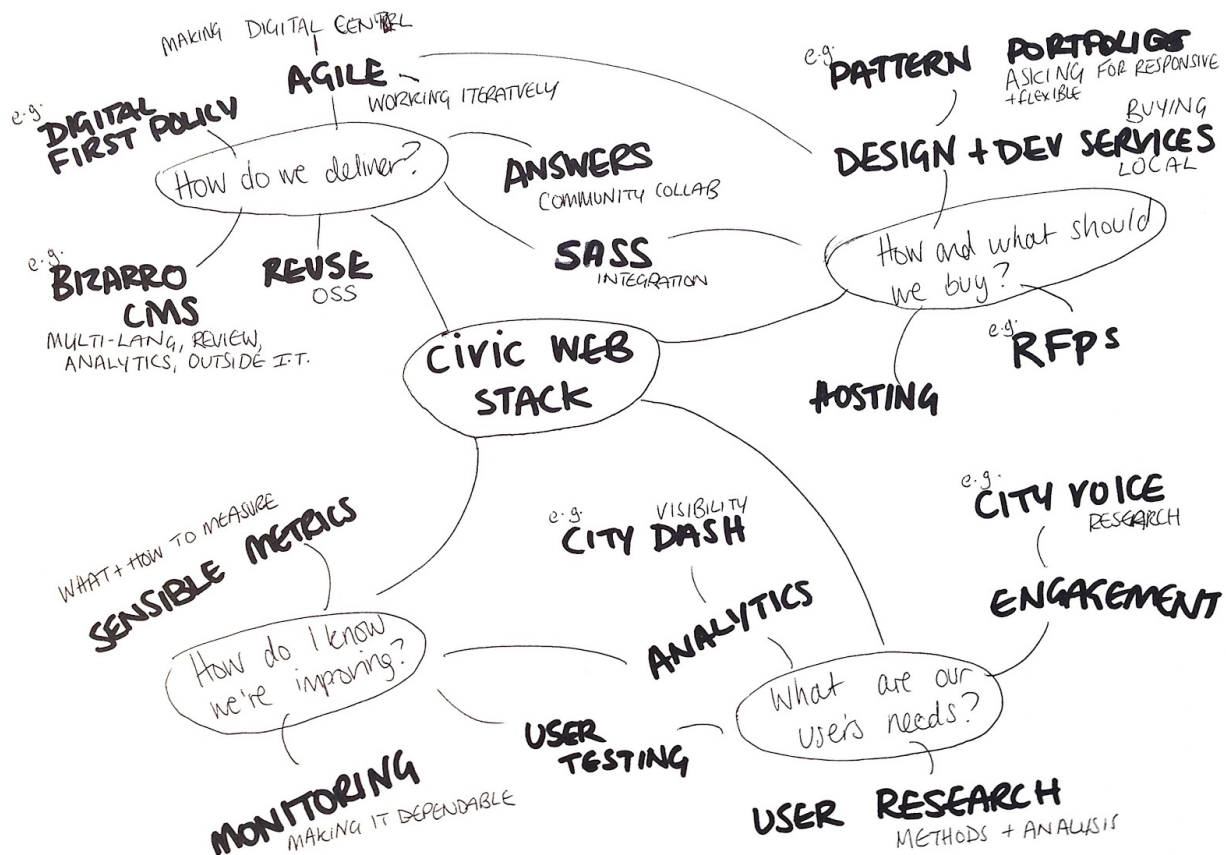 MAKING DIGITAL CENTRL
AGILE
WORKING ITERATVELY
e.g.
DIGITAL
FIRST POLICY
How do we deliver?
ANSWERS
COMMUNITY COLLAB
e.g.
BIZARRO
CMS
MULTI-LANG, REVIEW,
ANALYTICS, OUTSIDE I.T.
REUSE
OSS
SASS
INTEGRATION
e.g.
PATTERN PORTFOLIOS
ASKING FOR RESPONSIVE
+FLEXIBLE
BUYING
DESIGN + DEV SERVICES
LOCAL
How and what should
we buy?
e.g.
RFPs
HOSTING
CIVIC WEB
STACK
WHAT + HOW TO MEASURE
SENSIBLE METRICS
How do I know
we're improring?
MONITORING
MAKING IT DEPENDABLE
e.g.
VISIBILITY
CITY DASH
ANALYTICS
USER
TESTING
e.g.
CITY VOICE
RESEARCH
ENGAGEMENT
What are our
user's needs?
USER RESEARCH
METHODS + ANALYSIS